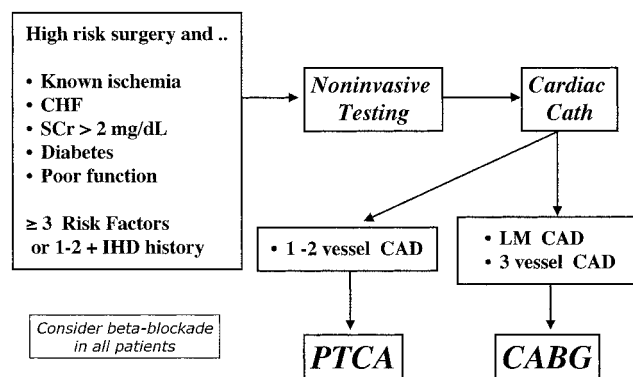 High risk surgery and ..
• Known ischemia
• CHF
• SCr > 2 mg/dL
• Diabetes
• Poor function
≥ 3 Risk Factors
or 1-2 + IHD history
Noninvasive
Testing
Cardiac
Cath
• 1 -2 vessel CAD
• LM CAD
• 3 vessel CAD
Consider beta-blockade
in all patients
PTCA
CABG